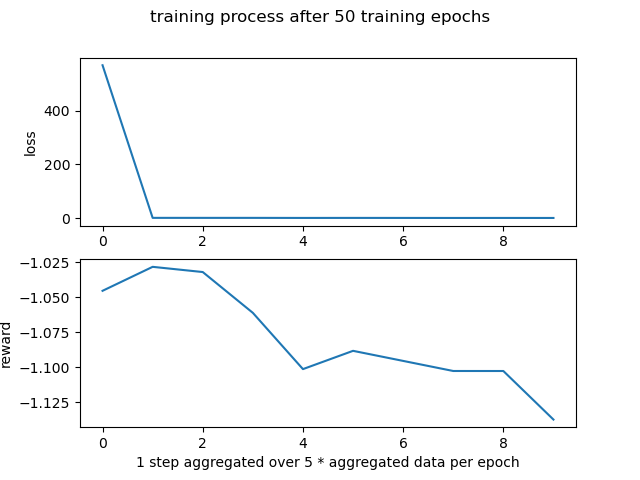 training process after 50 training epochs
400
200
0
loss
0 2 4 6 8
−1.025
−1.050
−1.075
−1.100
−1.125
reward
0 2 4 6 8
1 step aggregated over 5 * aggregated data per epoch